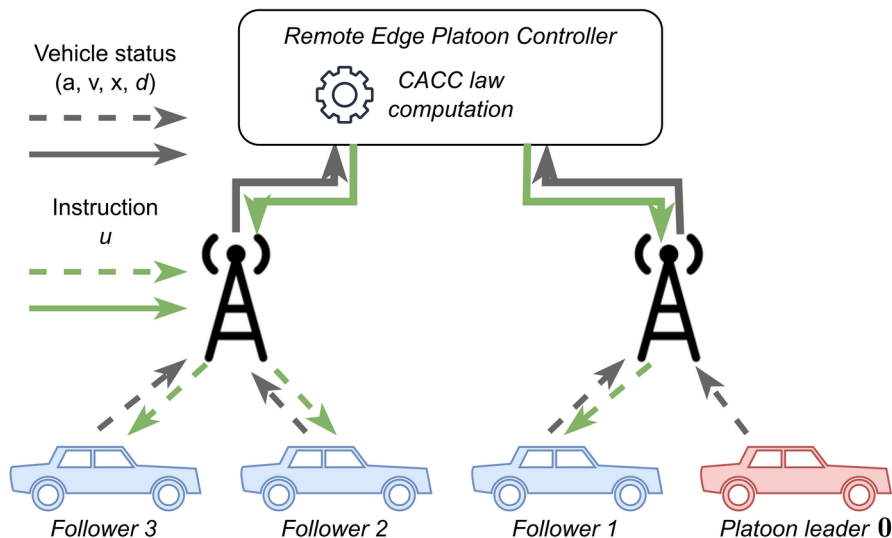 Remote Edge Platoon Controller
Vehicle status
(a, v, x, d)
CACC law
computation
Instruction
u
Follower 3
Follower 2
Follower 1
Platoon leader 0